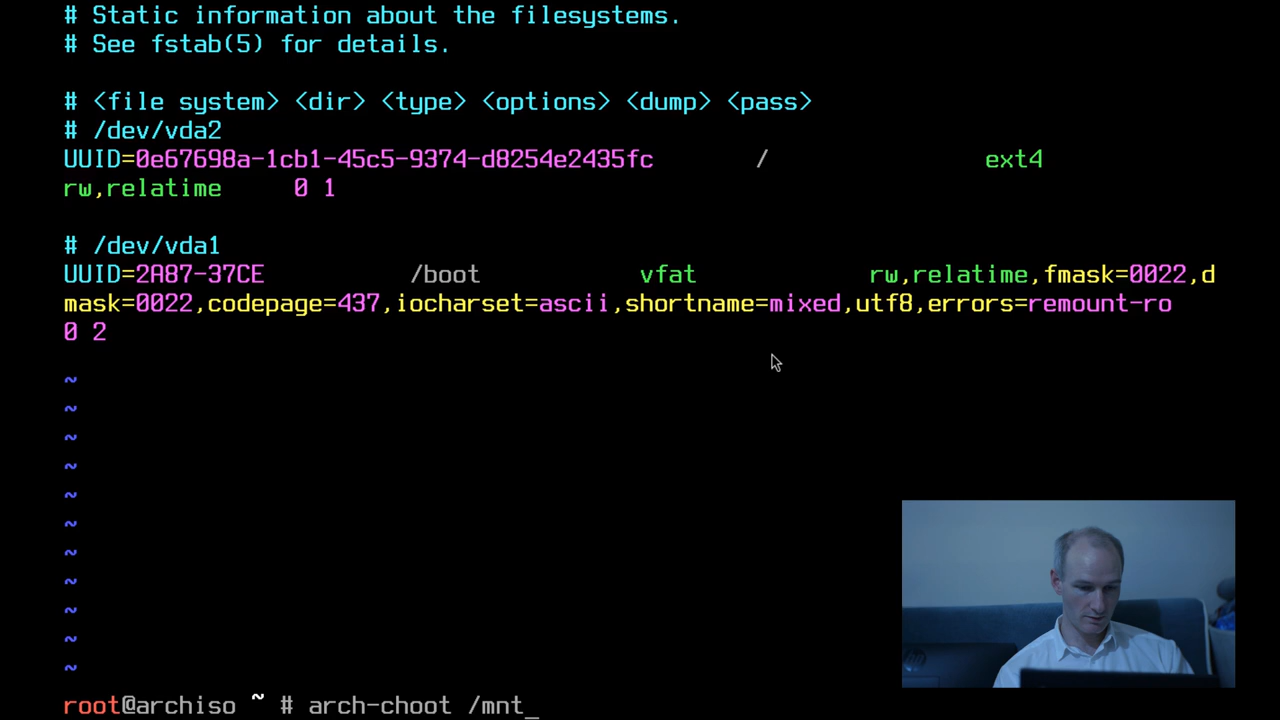 # Static information about the filesystems.
# See fstab(5) for details.
# <file system> <dir> <type> <options> <dump> <pass>
# /dev/vda2
UUID=0e67698a-1cb1-45c5-9374-d8254e2435fc / ext4
rw,relatime 0 1
# /dev/vda1
UUID=2A87-37CE /boot vfat rw,relatime,fmask=0022,d
mask=0022,codepage=437,iocharset=ascii,shortname=mixed,utf8,errors=remount-ro
0 2
~
~
~
~
~
~
~
~
~
~
~
root@archiso ~ # arch-choot /mnt_